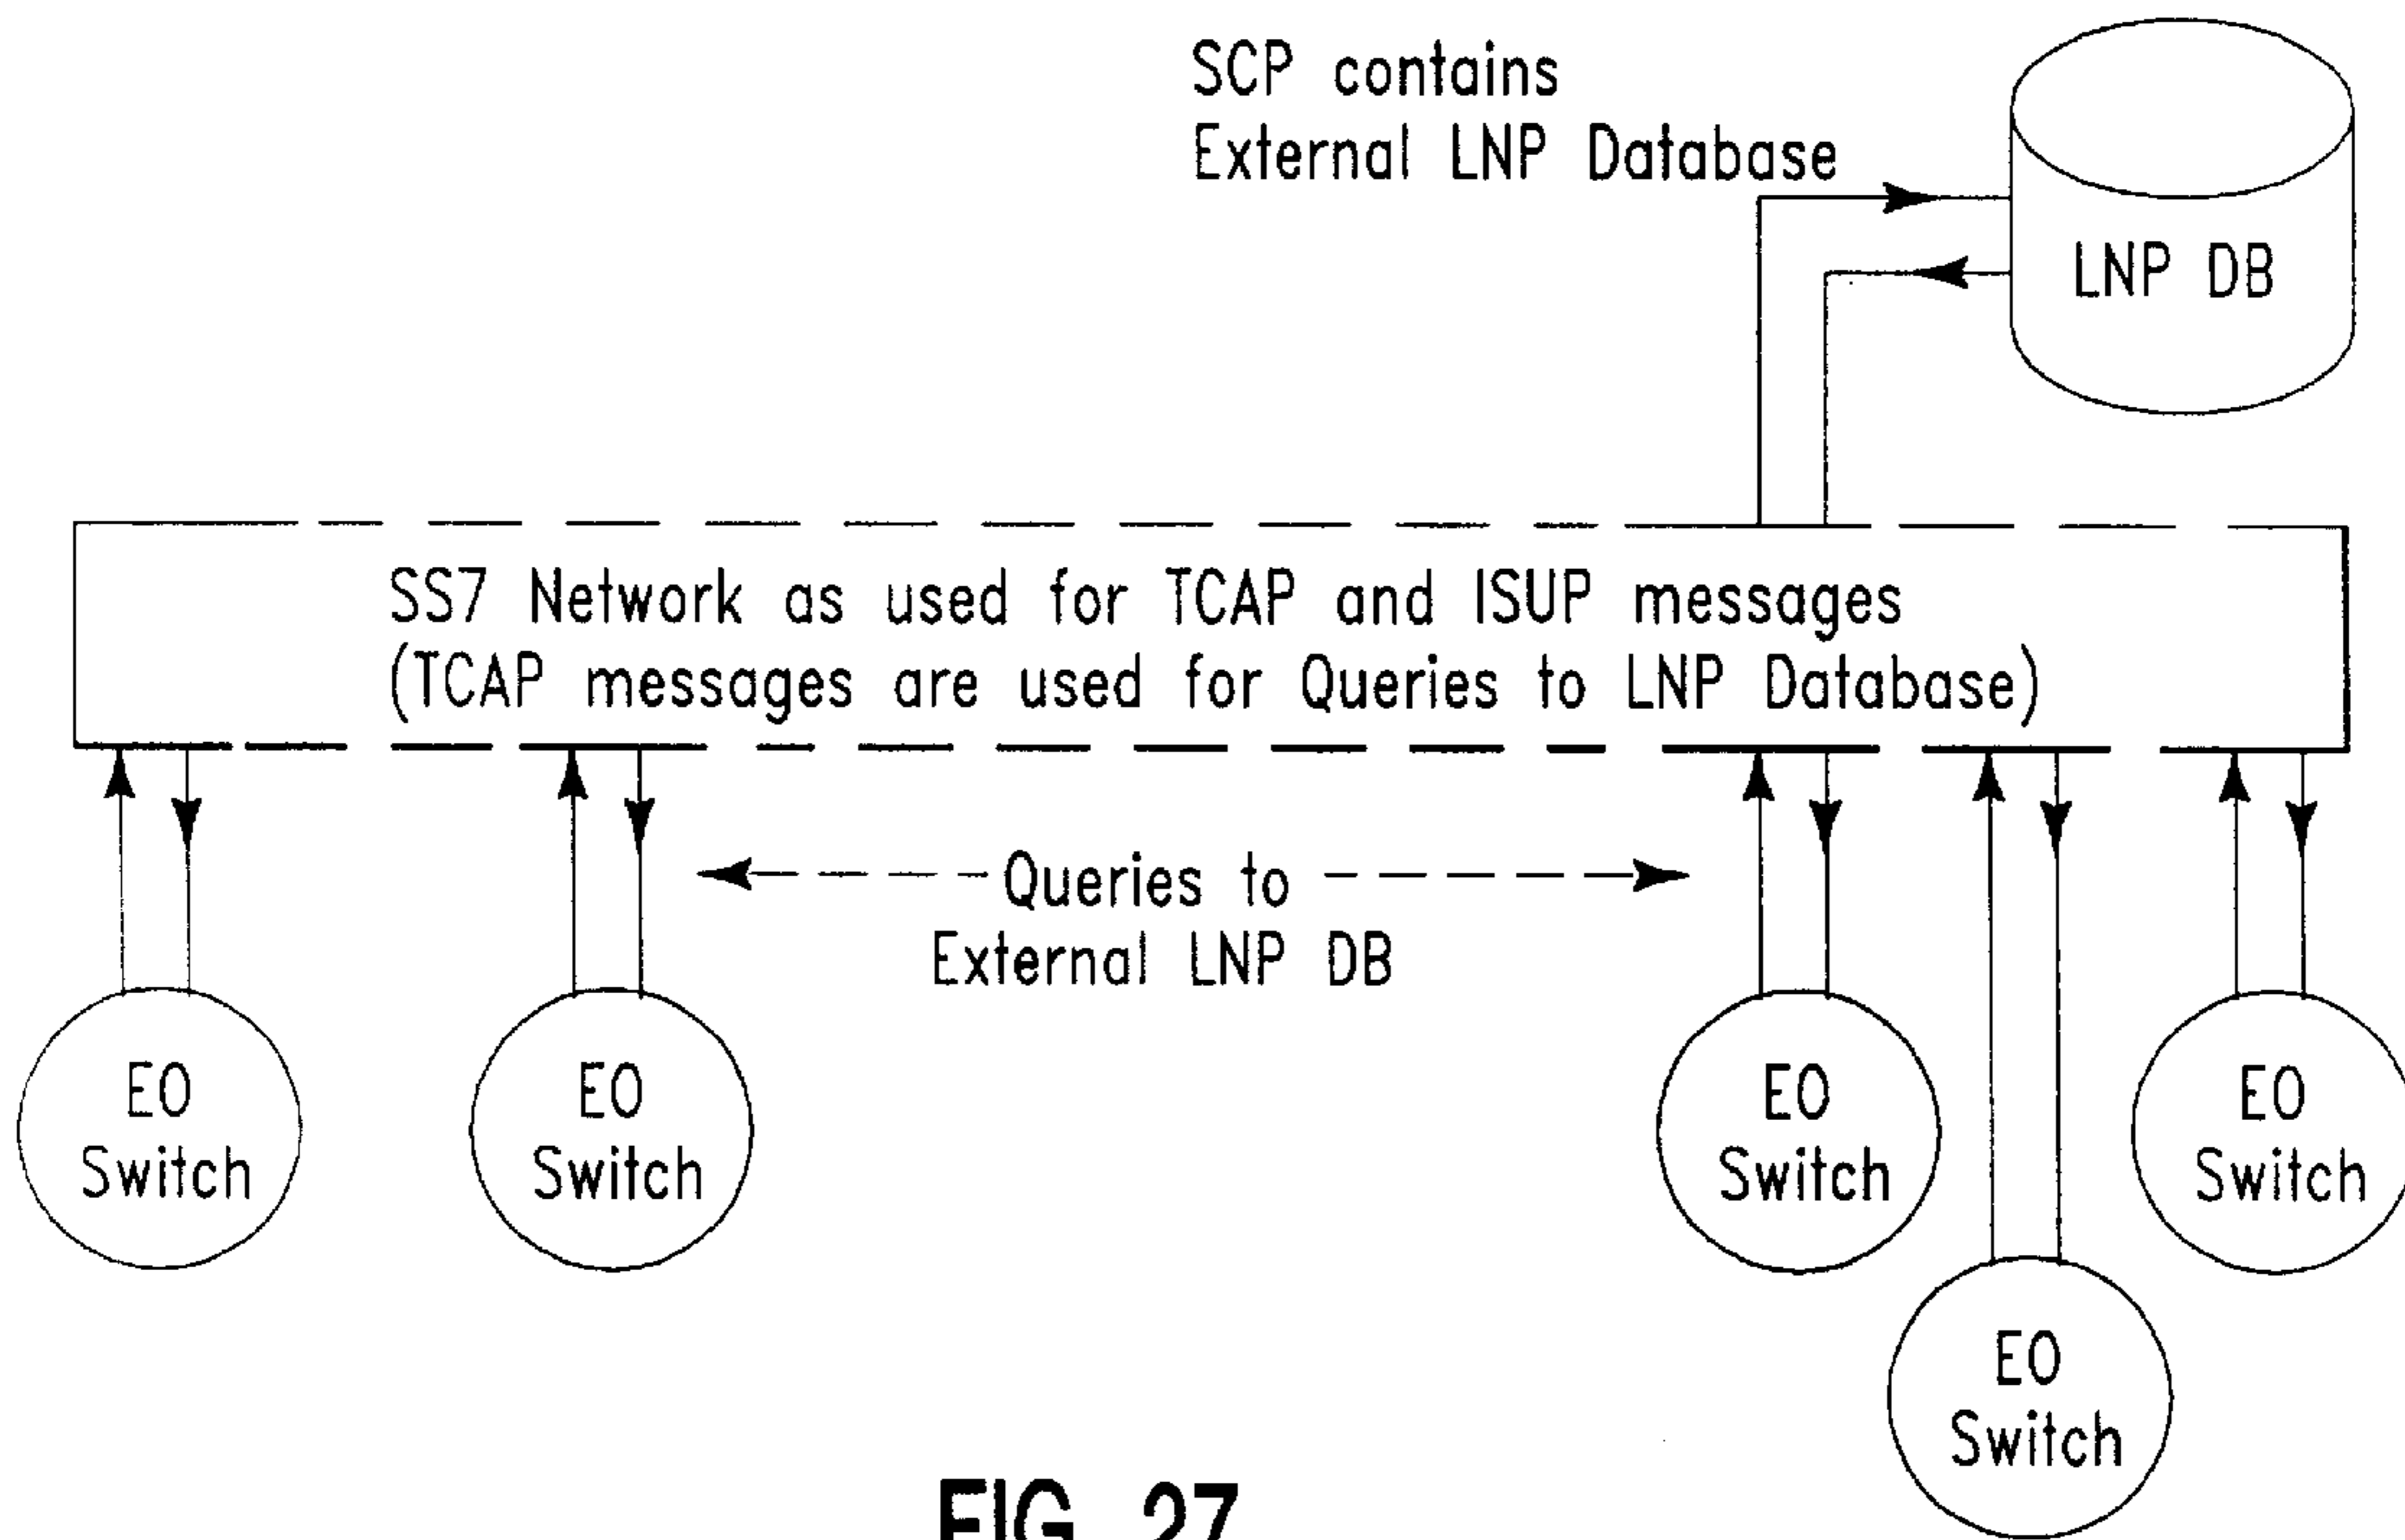 SCP contains
External LNP Database
LNP DB
SS7 Network as used for TCAP and ISUP messages
(TCAP messages are used for Queries to LNP Database)
Queries to
External LNP DB
EO
Switch
EO
Switch
EO
Switch
EO
Switch
EO
Switch
FIG. 27